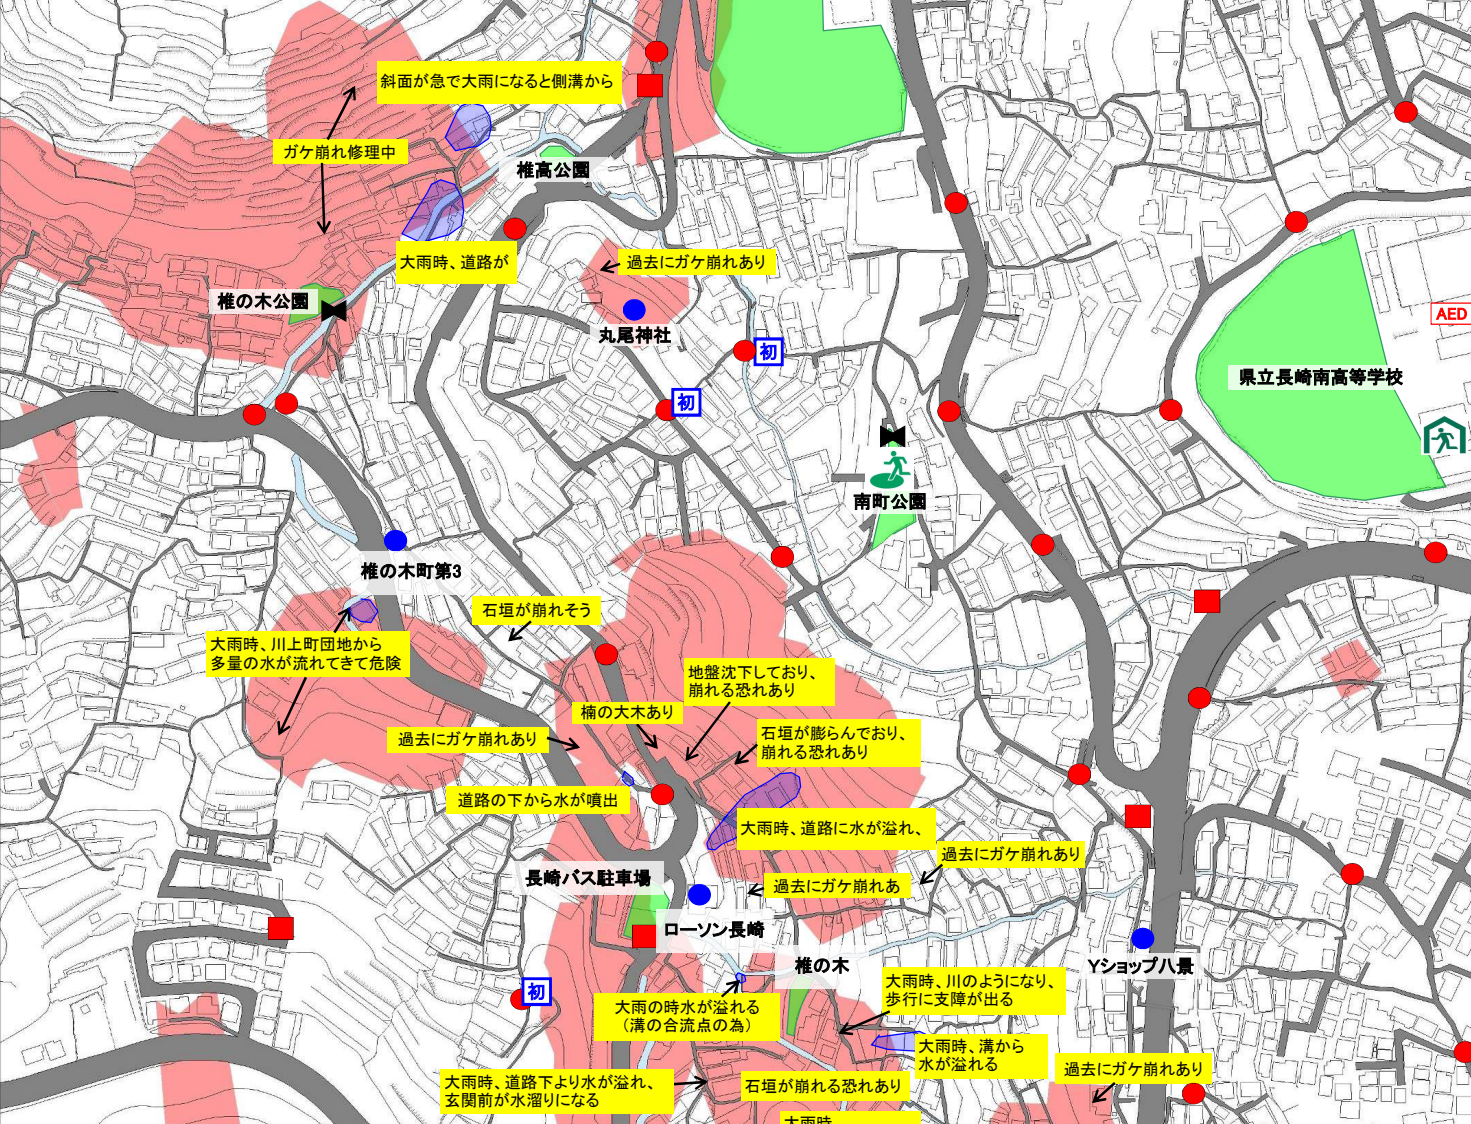 斜面が急で大雨になると側溝から
ガケ崩れ修理中
椎高公園
大雨時、道路が
過去にガケ崩れあり
椎の木公園
丸尾神社
初
初
AED
県立長崎南高等学校
南町公園
椎の木町第3
石垣が崩れそう
大雨時、川上町団地から
多量の水が流れてきて危険
地盤沈下しており、
崩れる恐れあり
楠の大木あり
過去にガケ崩れあり
石垣が膨らんでおり、
崩れる恐れあり
道路の下から水が噴出
大雨時、道路に水が溢れ、
過去にガケ崩れあり
長崎バス駐車場
過去にガケ崩れあ
ローソン長崎
椎の木
Yショップ八景
大雨時、川のようになり、
歩行に支障が出る
初
大雨の時水が溢れる
(溝の合流点の為)
大雨時、溝から
水が溢れる
過去にガケ崩れあり
大雨時、道路下より水が溢れ、
玄関前が水溜りになる
石垣が崩れる恐れあり
大雨時